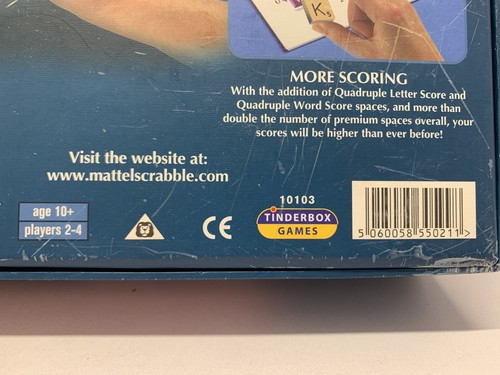 K5
MORE SCORING
With the addition of Quadruple Letter Score and
Quadruple Word Score spaces, and more than
double the number of premium spaces overall, your
scores will be higher than ever before!
Visit the website at:
www.mattelscrabble.com
age 10+
players 2-4
CE
10103
TINDERBOX
GAMES
5 060058 550211 >